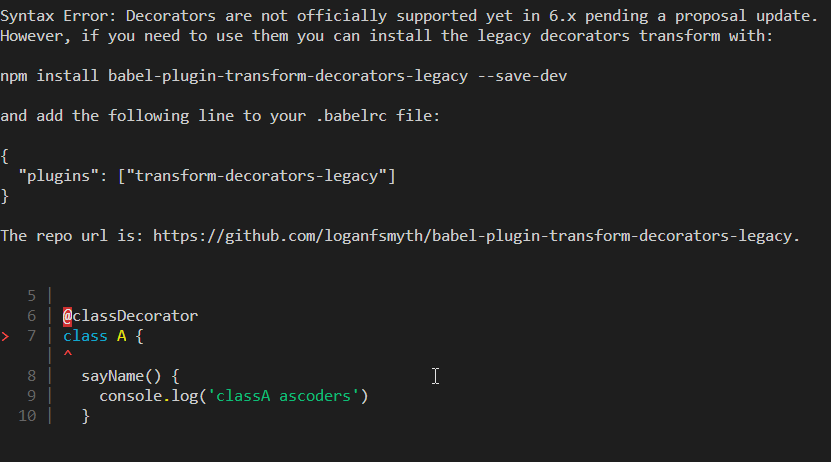 Syntax Error: Decorators are not officially supported yet in 6.x pending a proposal update.
However, if you need to use them you can install the legacy decorators transform with:
npm install babel-plugin-transform-decorators-legacy --save-dev
and add the following line to your .babelrc file:
{
  "plugins": ["transform-decorators-legacy"]
}
The repo url is: https://github.com/loganfsmyth/babel-plugin-transform-decorators-legacy.
   5 |
   6 | @classDecorator
>  7 | class A {
     | ^
   8 |   sayName() {
   9 |     console.log('classA ascoders')
  10 |   }